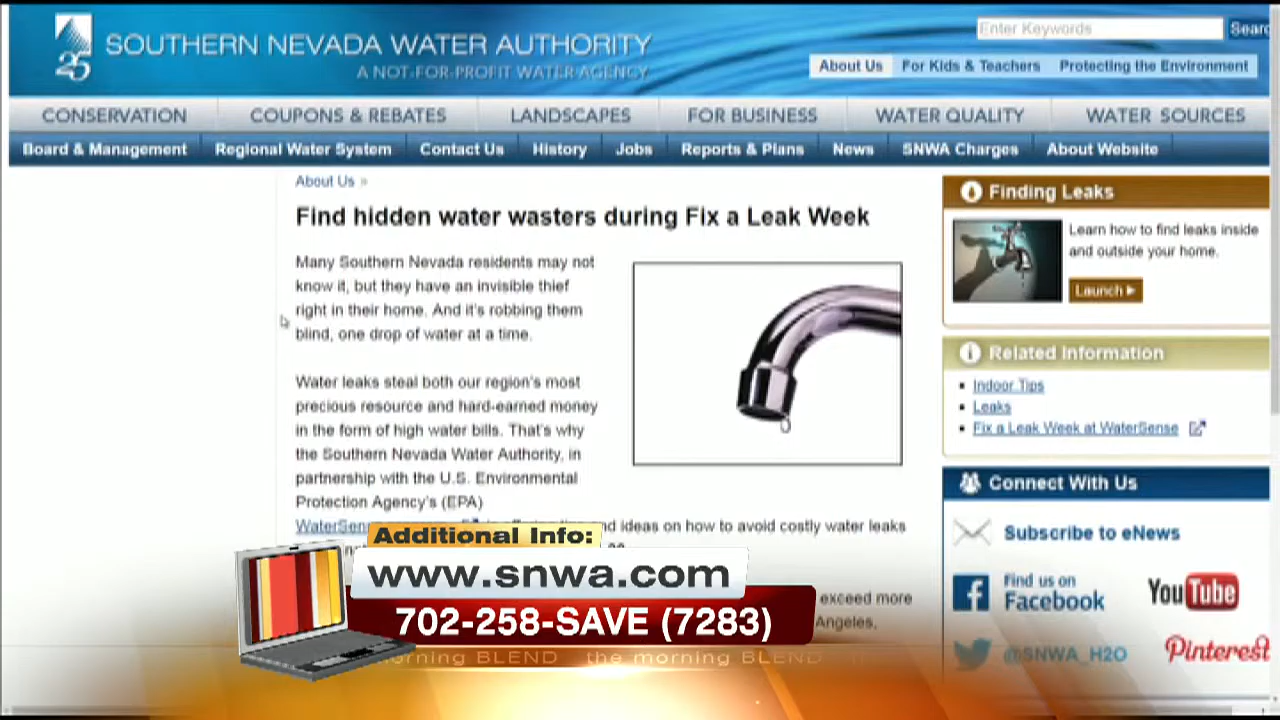 25
SOUTHERN NEVADA WATER AUTHORITY
A NOT-FOR-PROFIT WATER AGENCY
Enter Keywords
Searc
About Us
For Kids & Teachers
Protecting the Environment
CONSERVATION
COUPONS & REBATES
LANDSCAPES
FOR BUSINESS
WATER QUALITY
WATER SOURCES
Board & Management
Regional Water System
Contact Us
History
Jobs
Reports & Plans
News
SNWA Charges
About Website
About Us »
Find hidden water wasters during Fix a Leak Week
Many Southern Nevada residents may not
know it, but they have an invisible thief
right in their home. And it's robbing them
blind, one drop of water at a time.
Water leaks steal both our region's most
precious resource and hard-earned money
in the form of high water bills. That's why
the Southern Nevada Water Authority, in
partnership with the U.S. Environmental
Protection Agency's (EPA)
WaterSens
and ideas on how to avoid costly water leaks
exceed more
Angeles,
Finding Leaks
Learn how to find leaks inside
and outside your home.
Launch
Related Information
Indoor Tips
Leaks
Fix a Leak Week at WaterSense
Connect With Us
Subscribe to eNews
Find us on
Facebook
YouTube
@SNWA_H2O
Pinterest
Additional Info:
www.snwa.com
702-258-SAVE (7283)
morning BLEND the morning BLEND